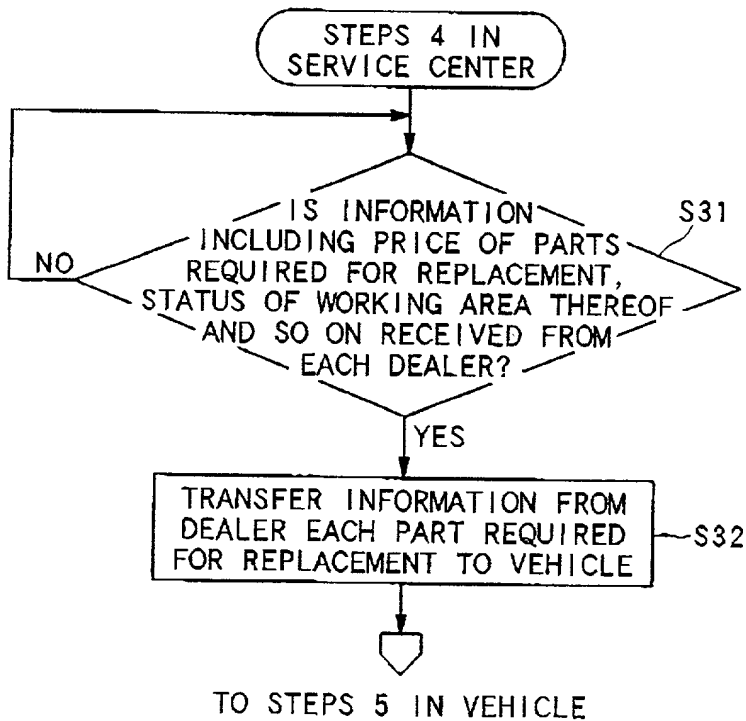 STEPS 4 IN
SERVICE CENTER
IS INFORMATION
INCLUDING PRICE OF PARTS
REQUIRED FOR REPLACEMENT,
STATUS OF WORKING AREA THEREOF
AND SO ON RECEIVED FROM
EACH DEALER?
S31
NO
YES
TRANSFER INFORMATION FROM
DEALER EACH PART REQUIRED
FOR REPLACEMENT TO VEHICLE
S32
TO STEPS 5 IN VEHICLE